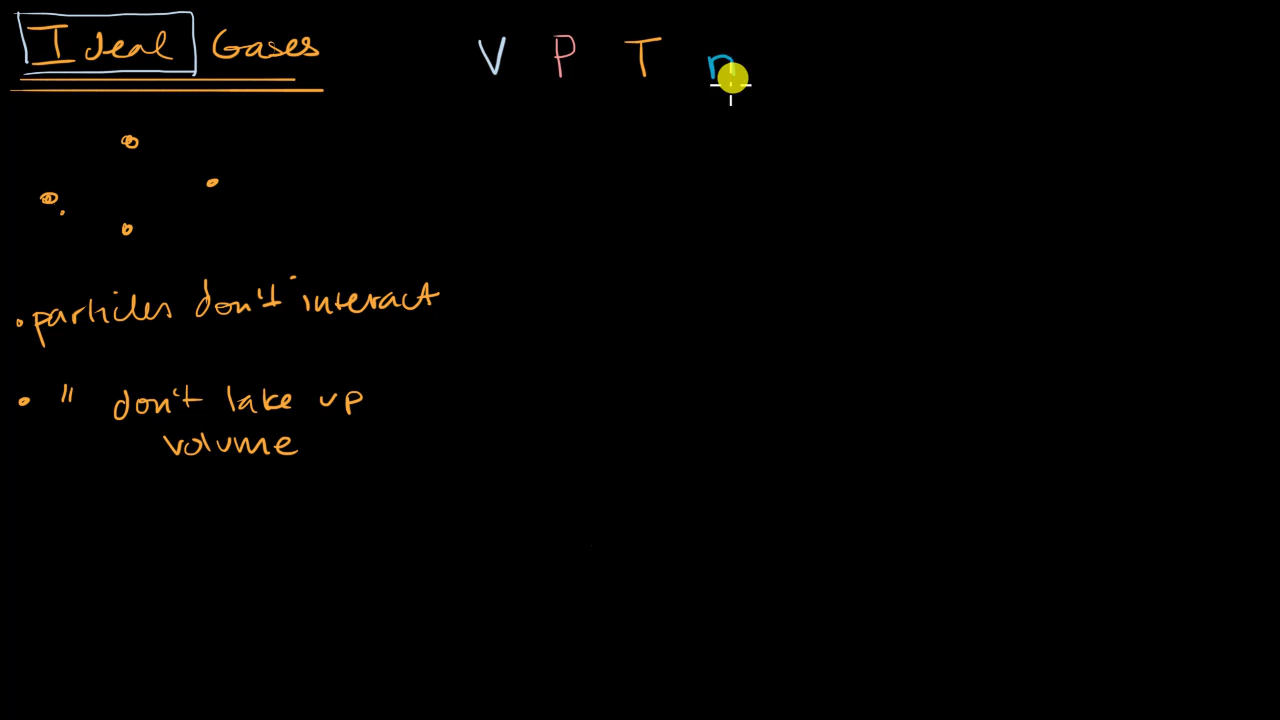 Ideal Gases
V P T n
• particles don't interact
• " don't take up
volume